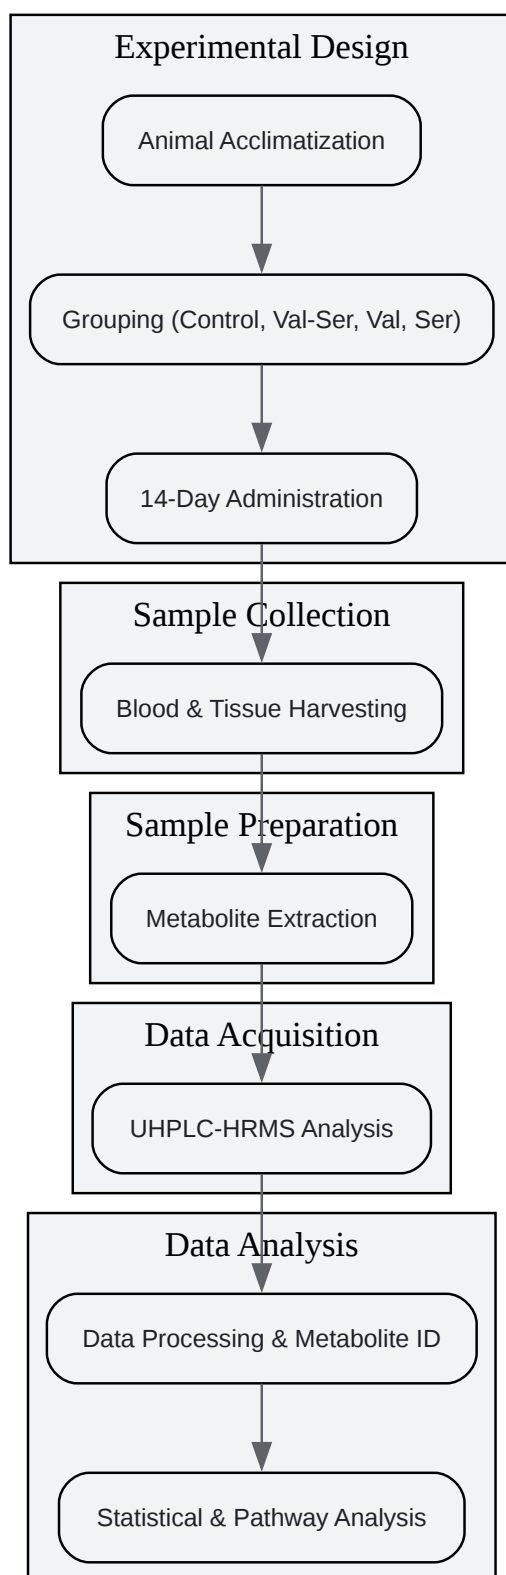 Experimental Design
Animal Acclimatization
Grouping (Control, Val-Ser, Val, Ser)
14-Day Administration
Sample Collection
Blood & Tissue Harvesting
Sample Preparation
Metabolite Extraction
Data Acquisition
UHPLC-HRMS Analysis
Data Analysis
Data Processing & Metabolite ID
Statistical & Pathway Analysis